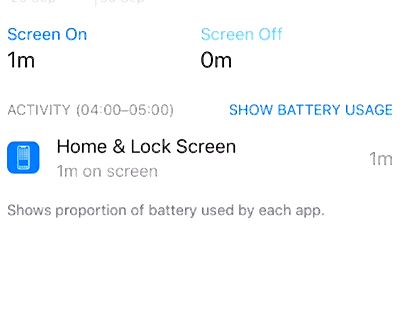 Screen On
Screen Off
1m
0m
ACTIVITY (04:00–05:00)
SHOW BATTERY USAGE
Home & Lock Screen
1m on screen
1m
Shows proportion of battery used by each app.